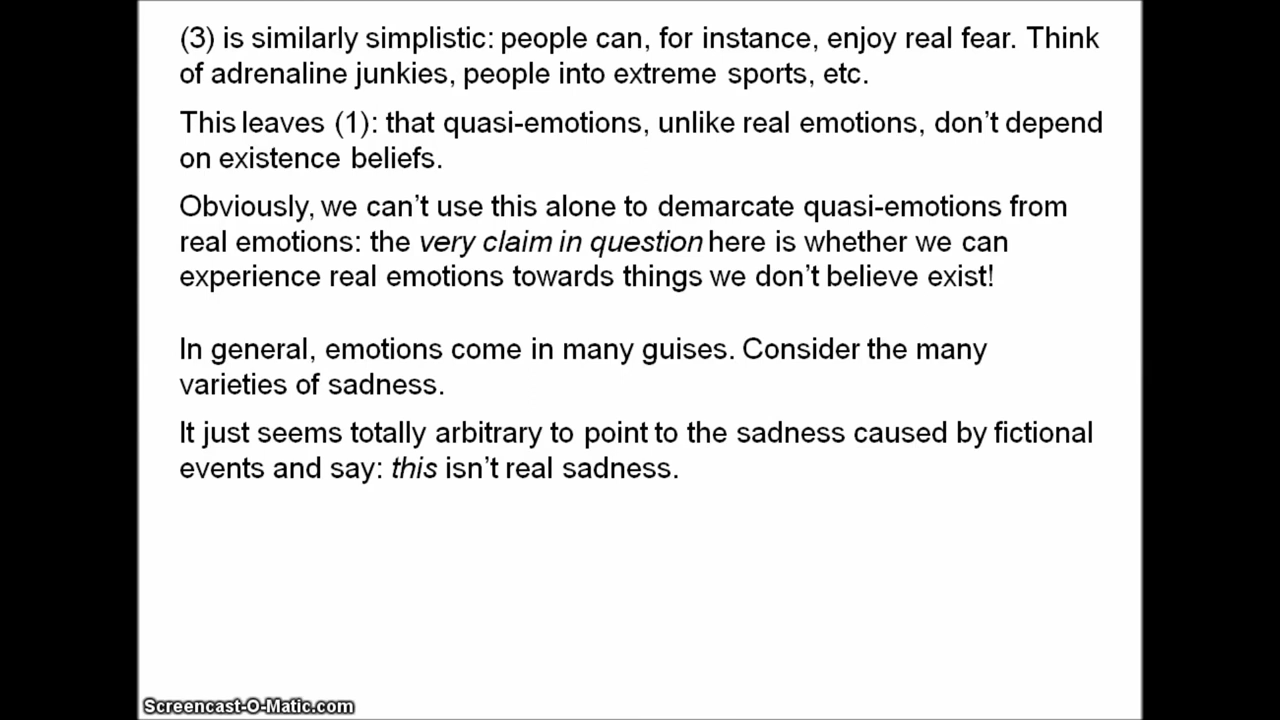 (3) is similarly simplistic: people can, for instance, enjoy real fear. Think
of adrenaline junkies, people into extreme sports, etc.
This leaves (1): that quasi-emotions, unlike real emotions, don’t depend
on existence beliefs.
Obviously, we can’t use this alone to demarcate quasi-emotions from
real emotions: the very claim in question here is whether we can
experience real emotions towards things we don’t believe exist!
In general, emotions come in many guises. Consider the many
varieties of sadness.
It just seems totally arbitrary to point to the sadness caused by fictional
events and say: this isn’t real sadness.
Screencast-O-Matic.com